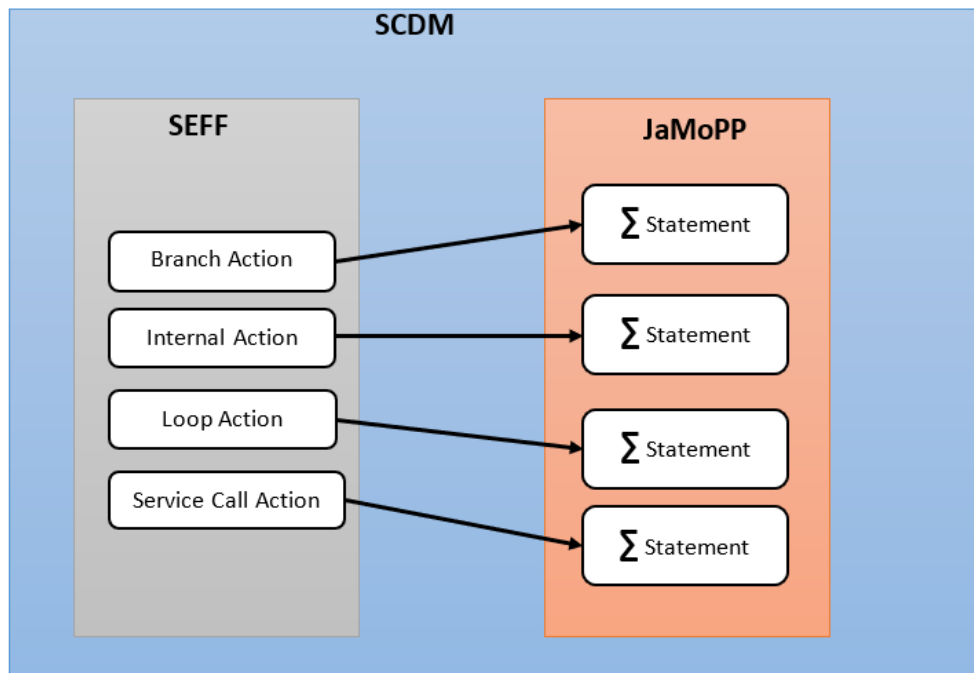 SCDM
SEFF
Branch Action
Internal Action
Loop Action
Service Call Action
JaMoPP
Σ Statement
Σ Statement
Σ Statement
Σ Statement